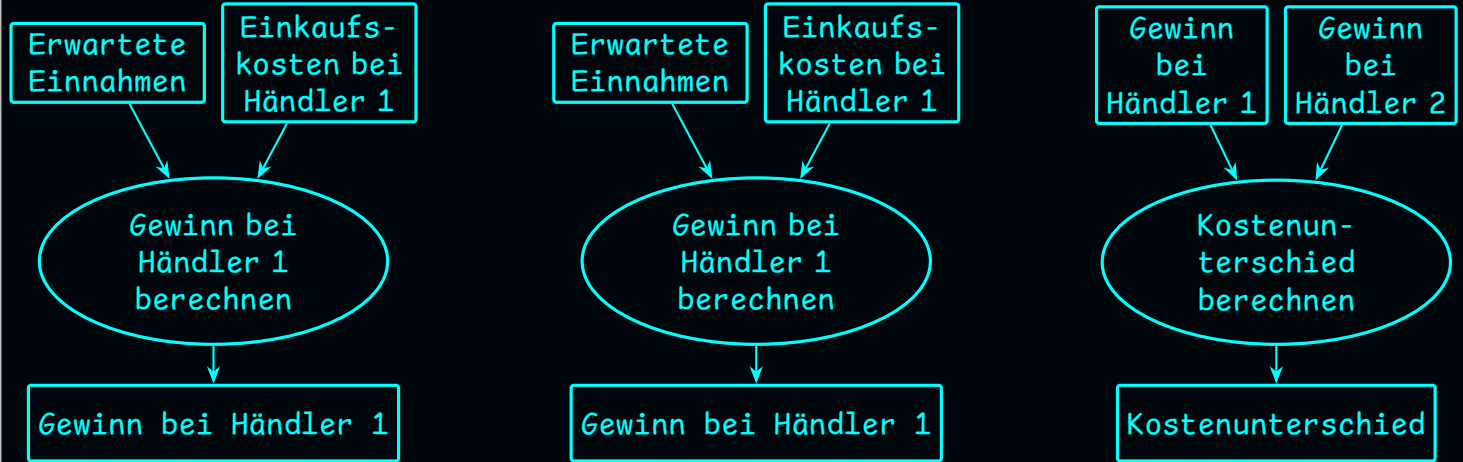 Erwartete
Einnahmen
Einkaufs-
kosten bei
Händler 1
Gewinn bei
Händler 1
berechnen
Gewinn bei Händler 1
Erwartete
Einnahmen
Einkaufs-
kosten bei
Händler 1
Gewinn bei
Händler 1
berechnen
Gewinn bei Händler 1
Gewinn
bei
Händler 1
Gewinn
bei
Händler 2
Kostenun-
terschied
berechnen
Kostenunterschied